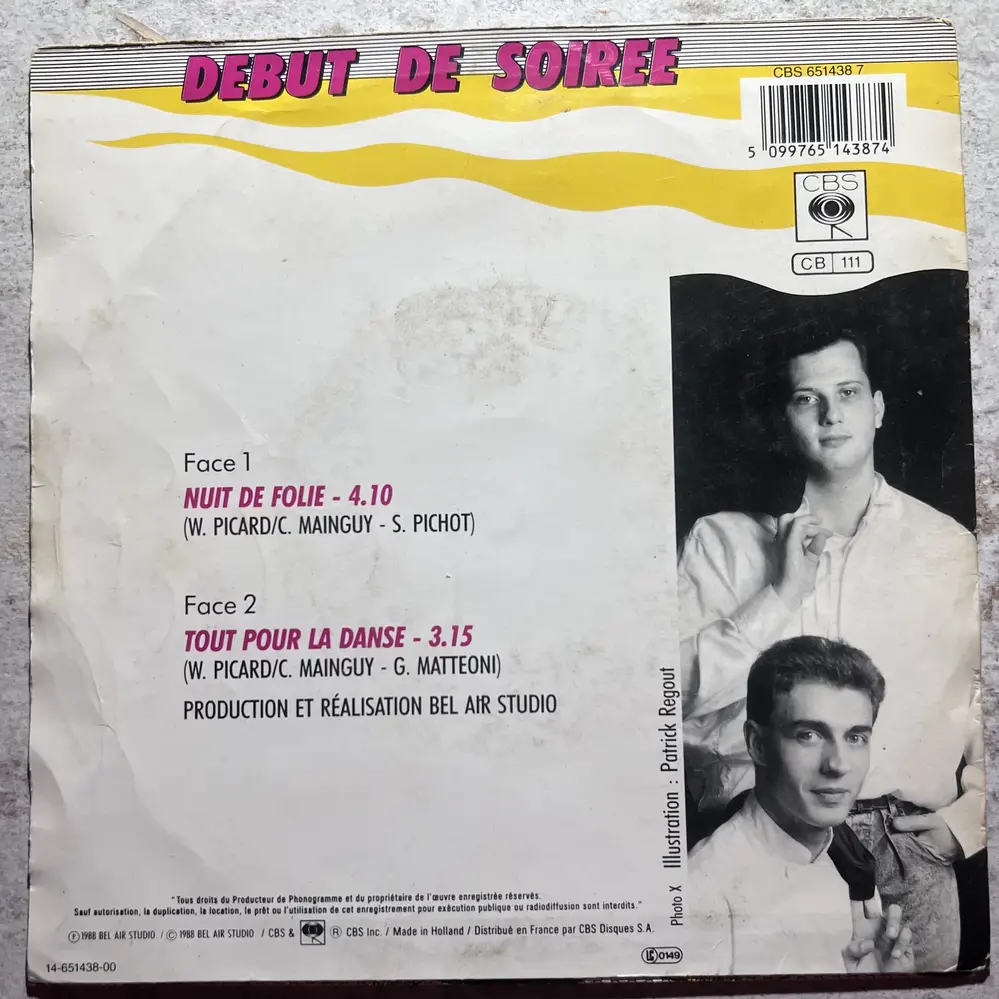 DEBUT DE SOIREE
CBS 651438 7
5 099765 143874
CBS
CB 111
Face 1
NUIT DE FOLIE - 4.10
(W. PICARD/C. MAINGUY - S. PICHOT)
Face 2
TOUT POUR LA DANSE - 3.15
(W. PICARD/C. MAINGUY - G. MATTEONI)
PRODUCTION ET RÉALISATION BEL AIR STUDIO
Photo X Illustration : Patrick Regout
"Tous droits du Producteur de Phonogramme et du propriétaire de l'œuvre enregistrée réservés.
Sauf autorisation, la duplication, la location, le prêt ou l'utilisation de cet enregistrement pour exécution publique ou radiodiffusion sont interdits."
Ⓟ 1988 BEL AIR STUDIO. / © 1988 BEL AIR STUDIO / CBS & ® CBS Inc. / Made in Holland / Distribué en France par CBS Disques S.A.
LC 0149
14-651438-00